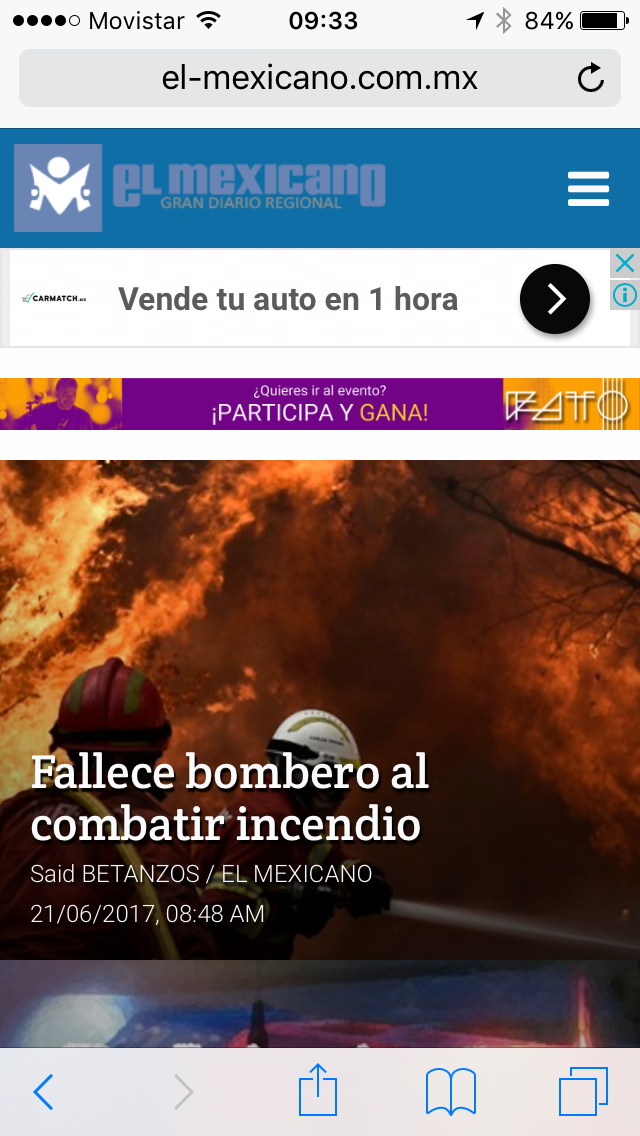 Movistar 09:33 84%
el-mexicano.com.mx
EL MEXICANO
GRAN DIARIO REGIONAL
CARMATCH.MX
Vende tu auto en 1 hora
¿Quieres ir al evento?
¡PARTICIPA Y GANA!
Fallece bombero al
combatir incendio
Said BETANZOS / EL MEXICANO
21/06/2017, 08:48 AM